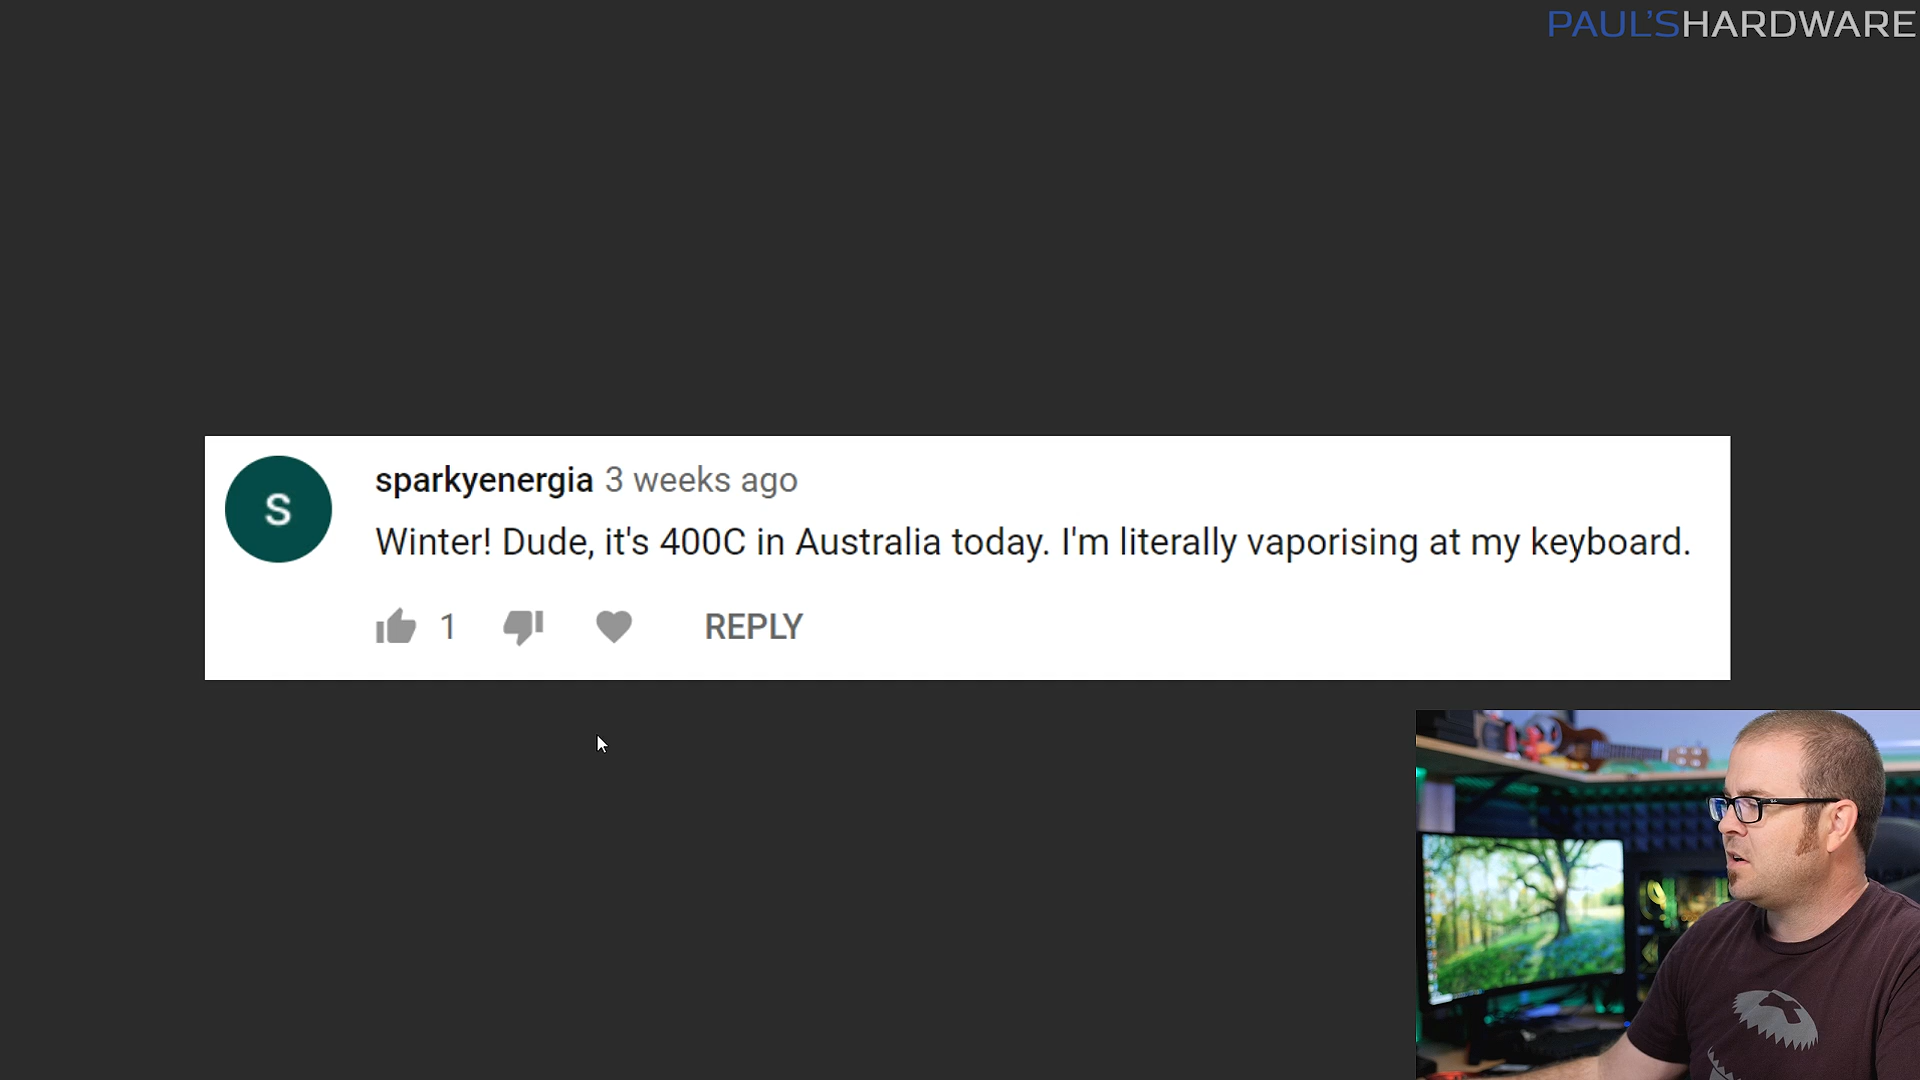 PAUL'SHARDWARE
S
sparkyenergia 3 weeks ago
Winter! Dude, it's 400C in Australia today. I'm literally vaporising at my keyboard.
1
REPLY